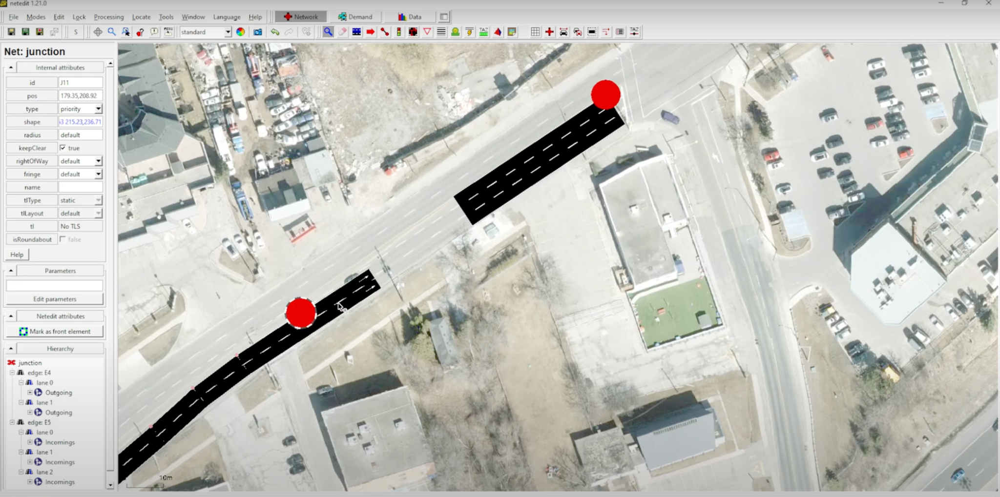 netedit 1.21.0
File Modes Edit Lock Processing Locate Tools Window Language Help Network Demand Data
S MENU standard TAZ TAZ
Net: junction
Internal attributes
id J11
pos 179.35,208.92
type priority
shape 215.23,236.71
radius default
keepClear true
rightOfWay default
fringe default
name
tlType static
tlLayout default
tl No TLS
isRoundabout false
Help
Parameters
Edit parameters
Netedit attributes
Mark as front element
Hierarchy
junction
edge: E4
lane 0
Outgoing
lane 1
Outgoing
edge: E5
lane 0
Incomings
lane 1
Incomings
lane 2
Incomings
10m